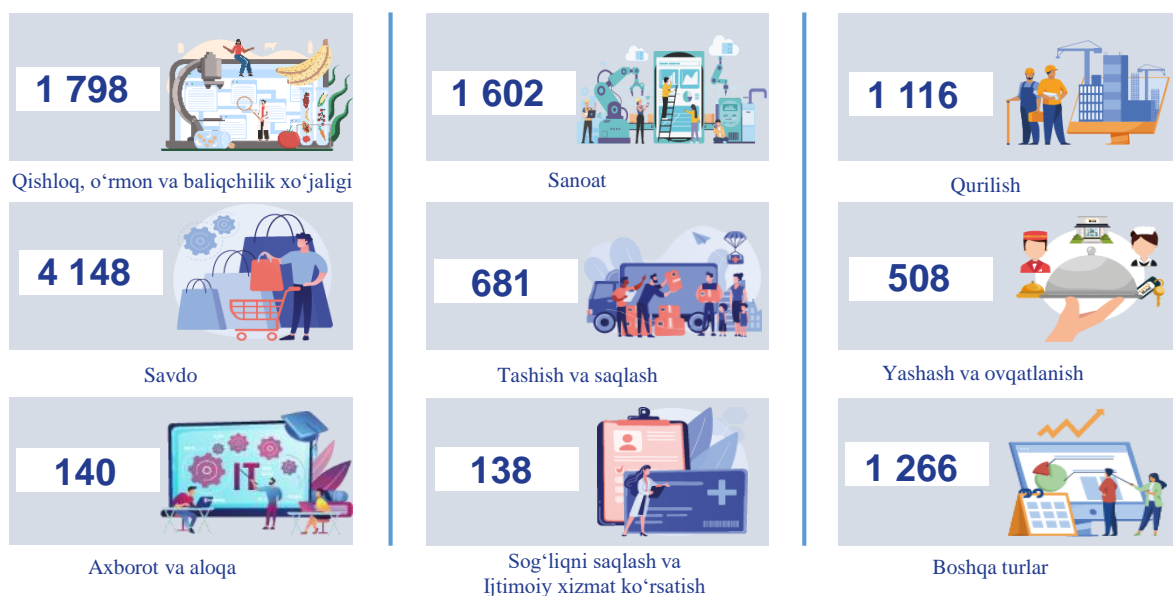 1 798
Qishloq, o‘rmon va baliqchilik xo‘jaligi
1 602
Sanoat
1 116
Qurilish
4 148
Savdo
681
Tashish va saqlash
508
Yashash va ovqatlanish
140
IT
Axborot va aloqa
138
Sog‘liqni saqlash va
Ijtimoiy xizmat ko‘rsatish
1 266
Boshqa turlar